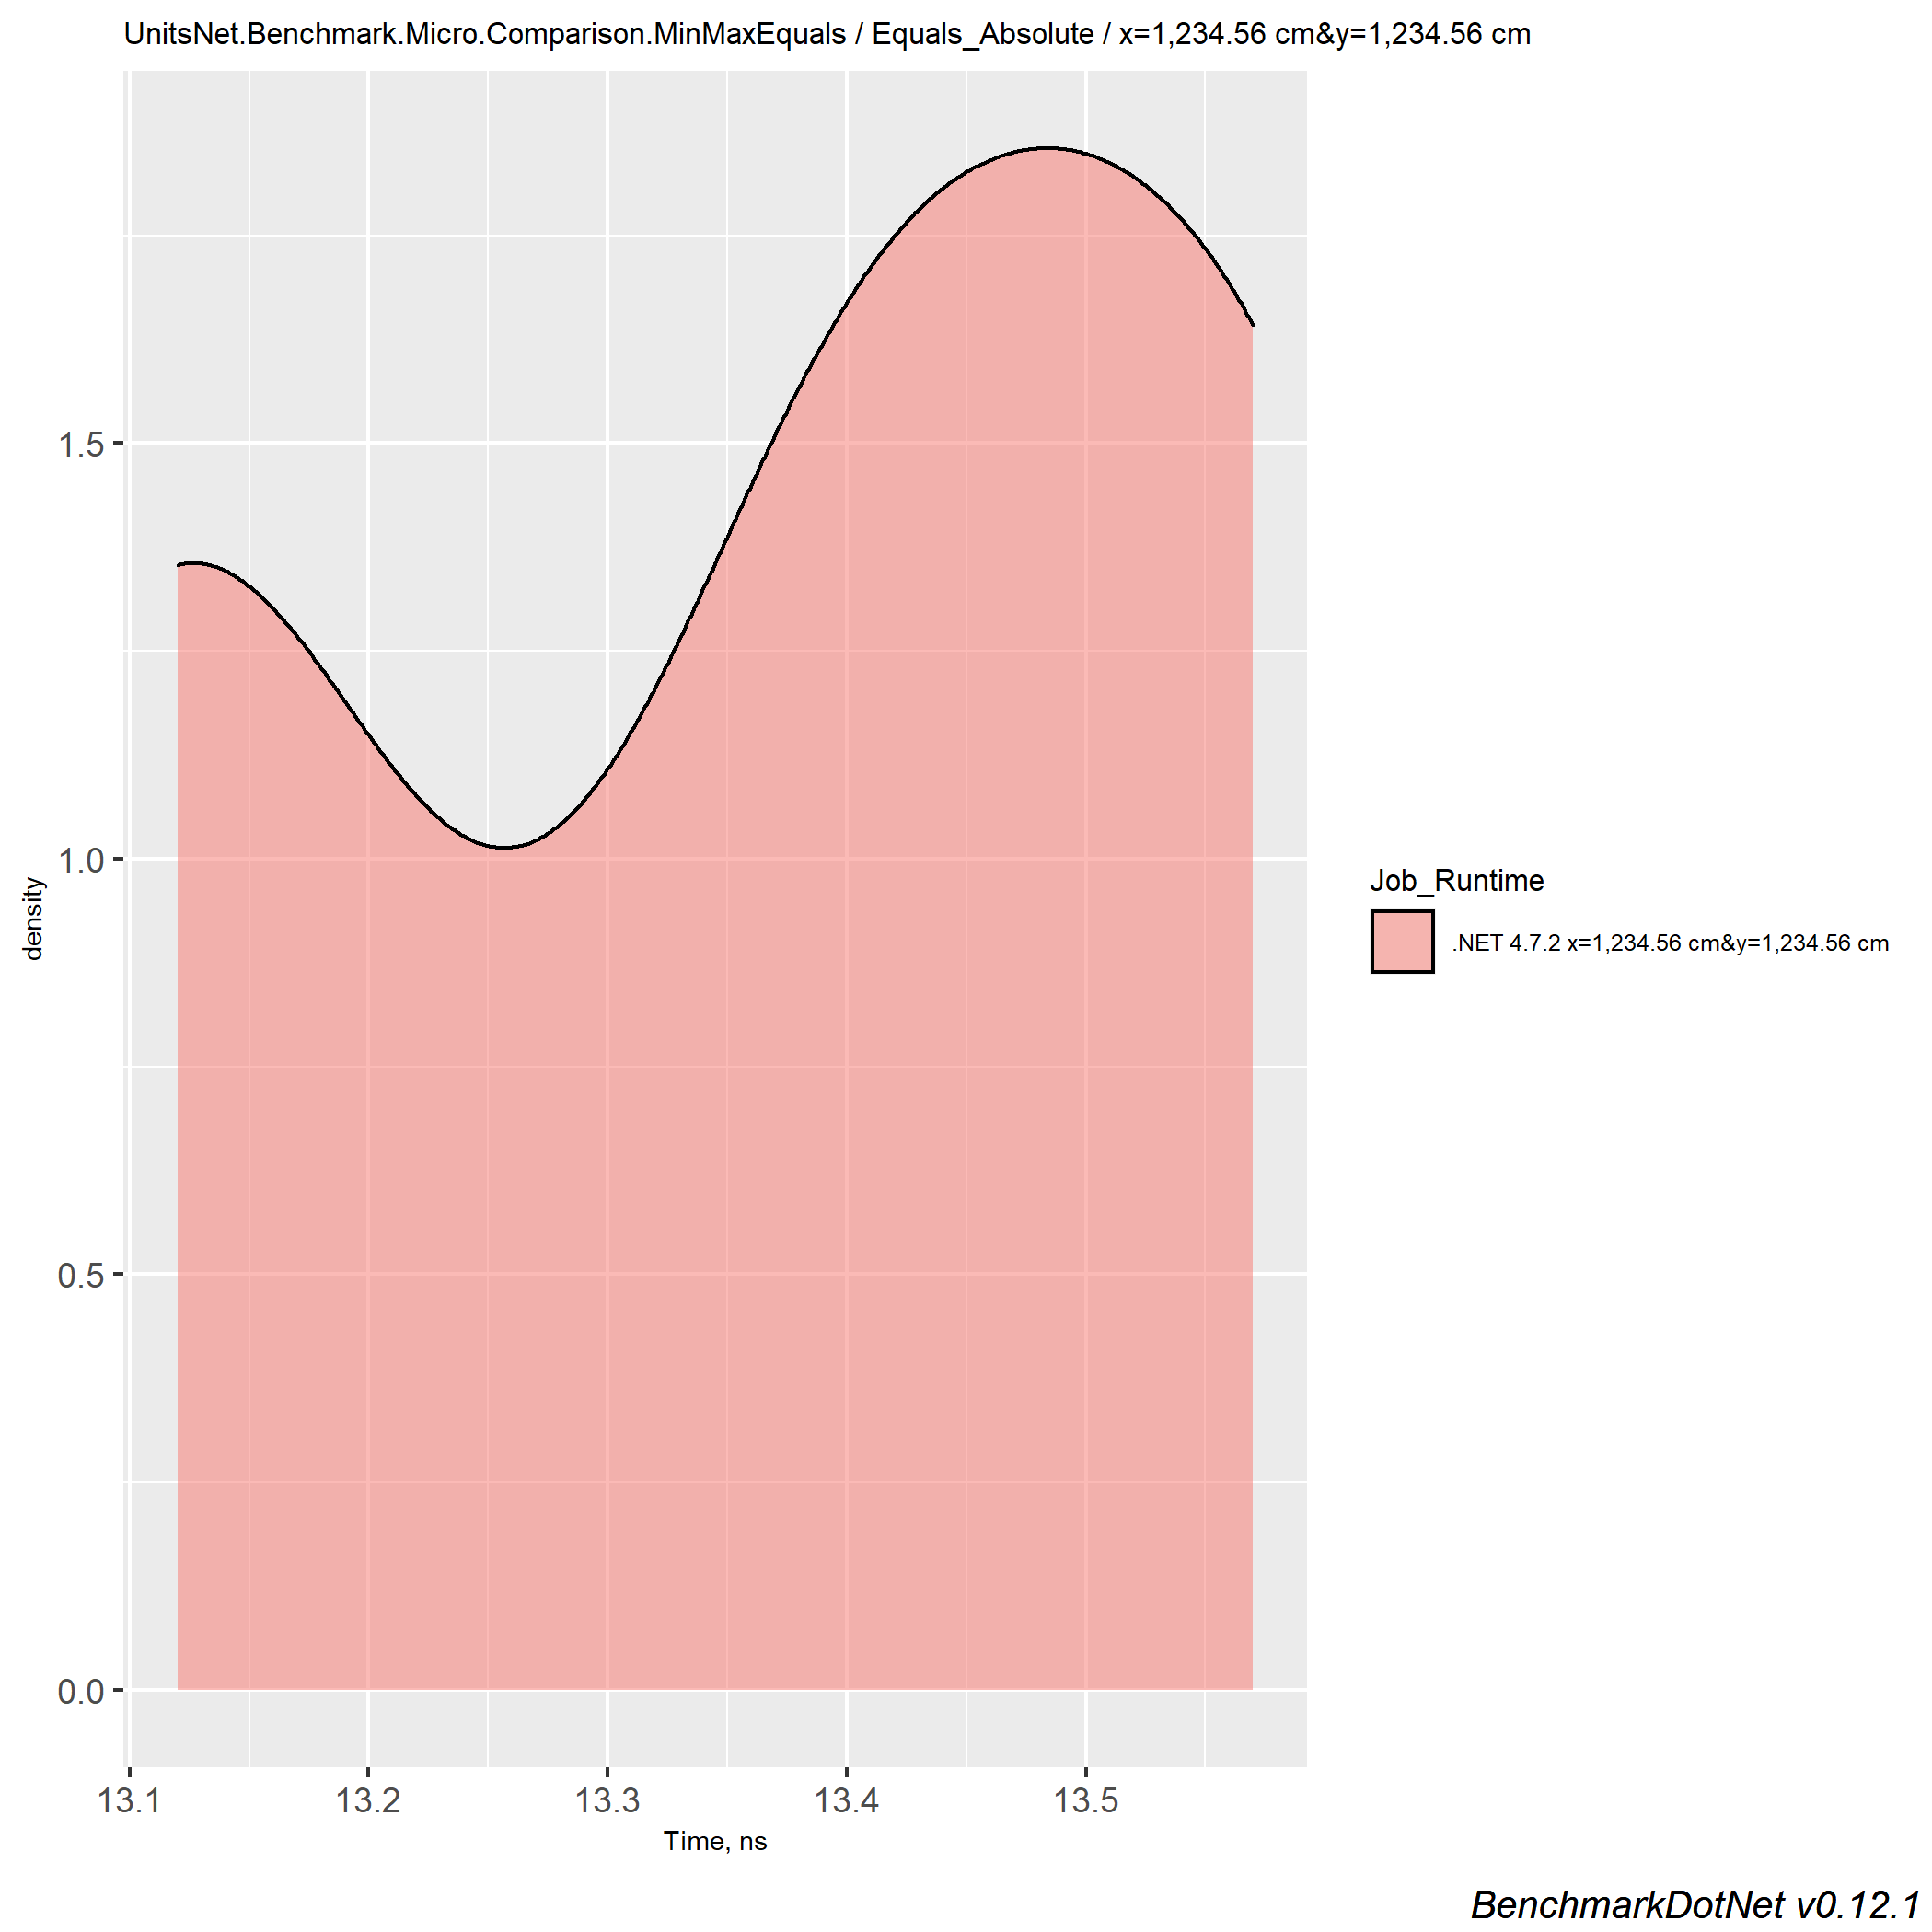 UnitsNet.Benchmark.Micro.Comparison.MinMaxEquals / Equals_Absolute / x=1,234.56 cm&y=1,234.56 cm
density
1.5
1.0
0.5
0.0
13.1 13.2 13.3 13.4 13.5
Time, ns
Job_Runtime
.NET 4.7.2 x=1,234.56 cm&y=1,234.56 cm
BenchmarkDotNet v0.12.1